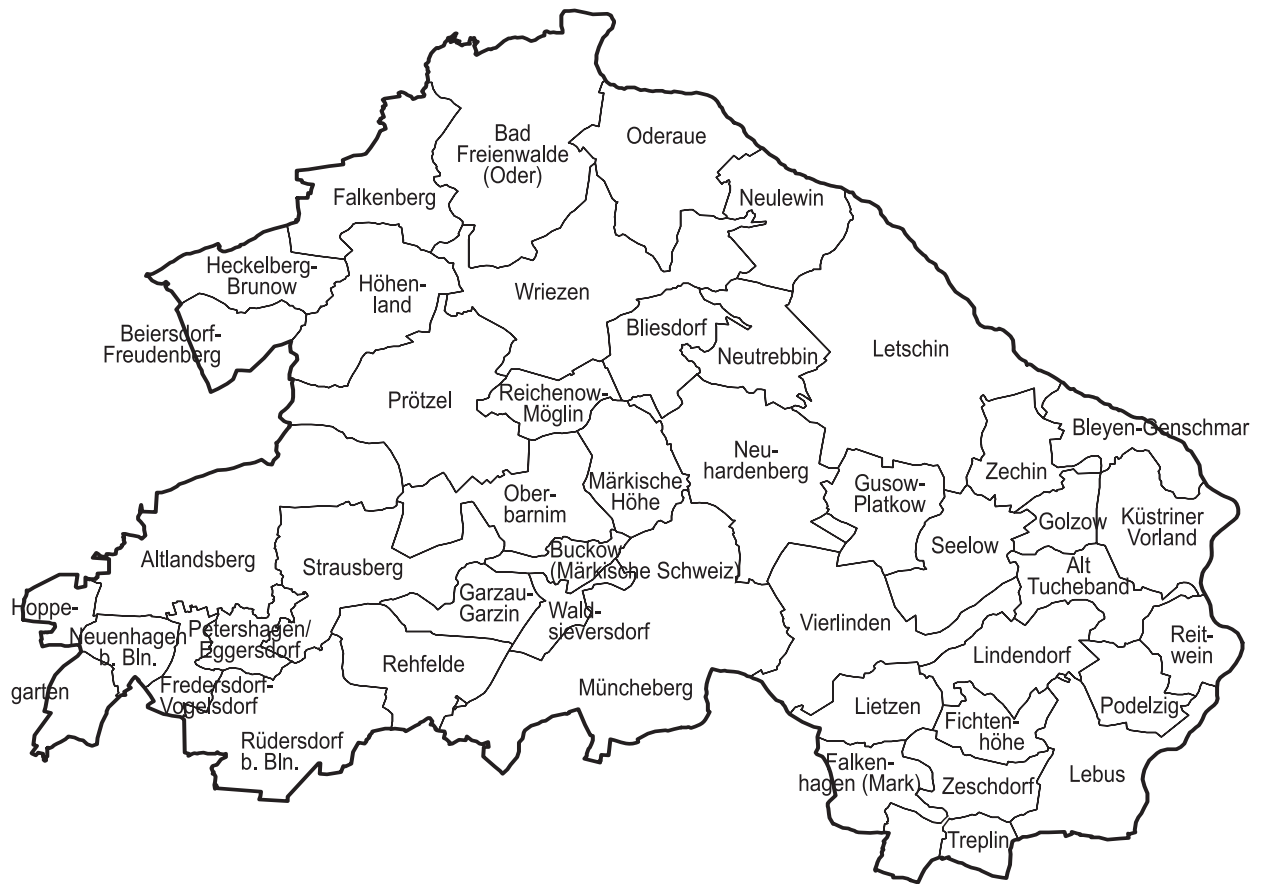 Bad
Freienwalde
(Oder)
Oderaue
Falkenberg
Neulewin
Heckelberg-
Brunow
Höhen-
land
Wriezen
Beiersdorf-
Freudenberg
Bliesdorf
Neutrebbin
Letschin
Prötzel
Reichenow-
Möglin
Bleyen-Genschmar
Neu-
hardenberg
Zechin
Märkische
Höhe
Gusow-
Platkow
Ober-
barnim
Golzow
Küstriner
Vorland
Seelow
Altlandsberg
Strausberg
Buckow
(Märkische Schweiz)
Alt
Tucheband
Garzau-
Garzin
Wald-
sieversdorf
Hoppe-
garten
Neuenhagen
b. Bln.
Petershagen/
Eggersdorf
Vierlinden
Reit-
wein
Rehfelde
Lindendorf
Müncheberg
Fredersdorf-
Vogelsdorf
Lietzen
Podelzig
Fichten-
höhe
Rüdersdorf
b. Bln.
Falken-
hagen (Mark)
Zeschdorf
Lebus
Treplin